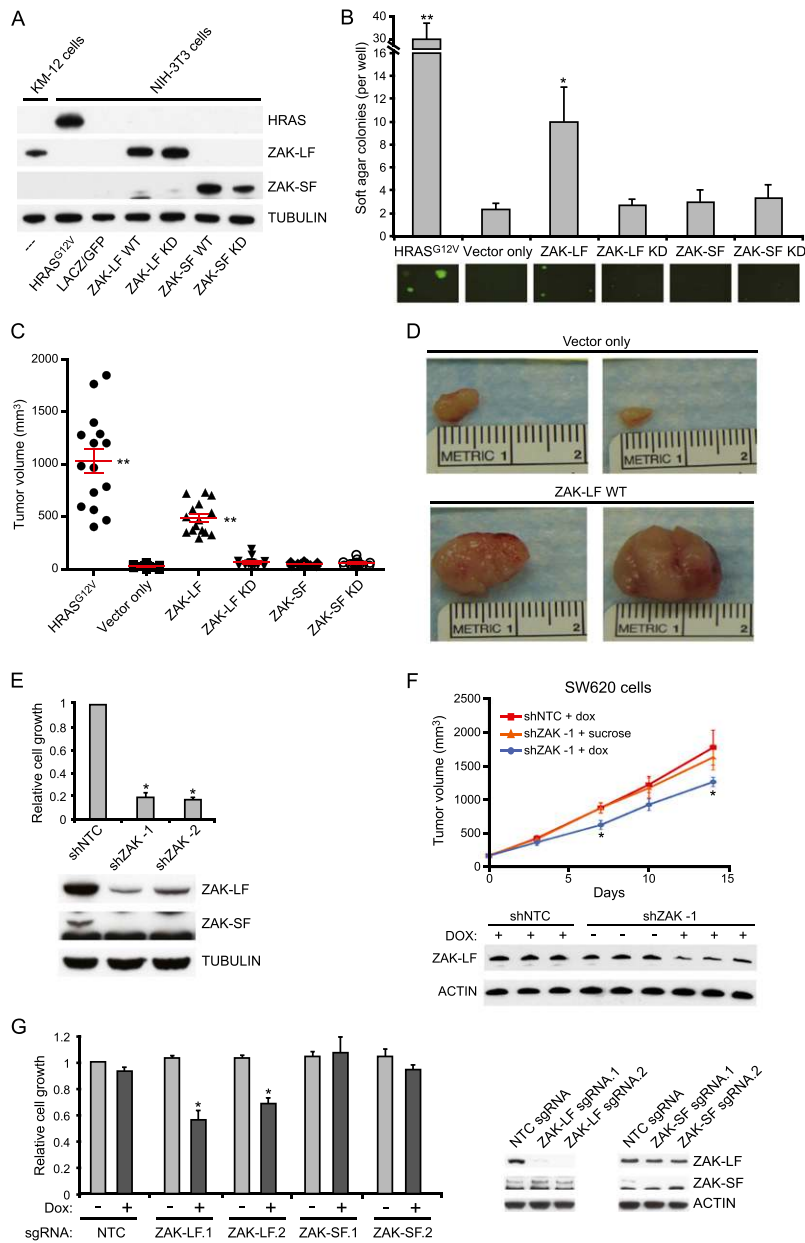 A
KM-12 cells
NIH-3T3 cells
HRAS
ZAK-LF
ZAK-SF
TUBULIN
---
HRASG12V
LACZ/GFP
ZAK-LF WT
ZAK-LF KD
ZAK-SF WT
ZAK-SF KD
B
Soft agar colonies (per well)
40
30
16
14
12
10
8
6
4
2
0
**
*
HRASG12V
Vector only
ZAK-LF
ZAK-LF KD
ZAK-SF
ZAK-SF KD
C
Tumor volume (mm3)
2000
1500
1000
500
0
**
**
HRASG12V
Vector only
ZAK-LF
ZAK-LF KD
ZAK-SF
ZAK-SF KD
D
Vector only
METRIC 1 2
METRIC 1 2
ZAK-LF WT
METRIC 1 2
METRIC 1 2
E
Relative cell growth
1
0.8
0.6
0.4
0.2
0
*
*
shNTC
shZAK -1
shZAK -2
ZAK-LF
ZAK-SF
TUBULIN
F
SW620 cells
Tumor volume (mm3)
2500
2000
1500
1000
500
0
shNTC + dox
shZAK -1 + sucrose
shZAK -1 + dox
*
*
0 5 10 15
Days
shNTC shZAK -1
DOX: + + + - - - + + +
ZAK-LF
ACTIN
G
Relative cell growth
1.2
1
0.8
0.6
0.4
0.2
0
*
*
Dox: - + - + - + - + - +
sgRNA: NTC ZAK-LF.1 ZAK-LF.2 ZAK-SF.1 ZAK-SF.2
NTC sgRNA
ZAK-LF sgRNA.1
ZAK-LF sgRNA.2
NTC sgRNA
ZAK-SF sgRNA.1
ZAK-SF sgRNA.2
ZAK-LF
ZAK-SF
ACTIN